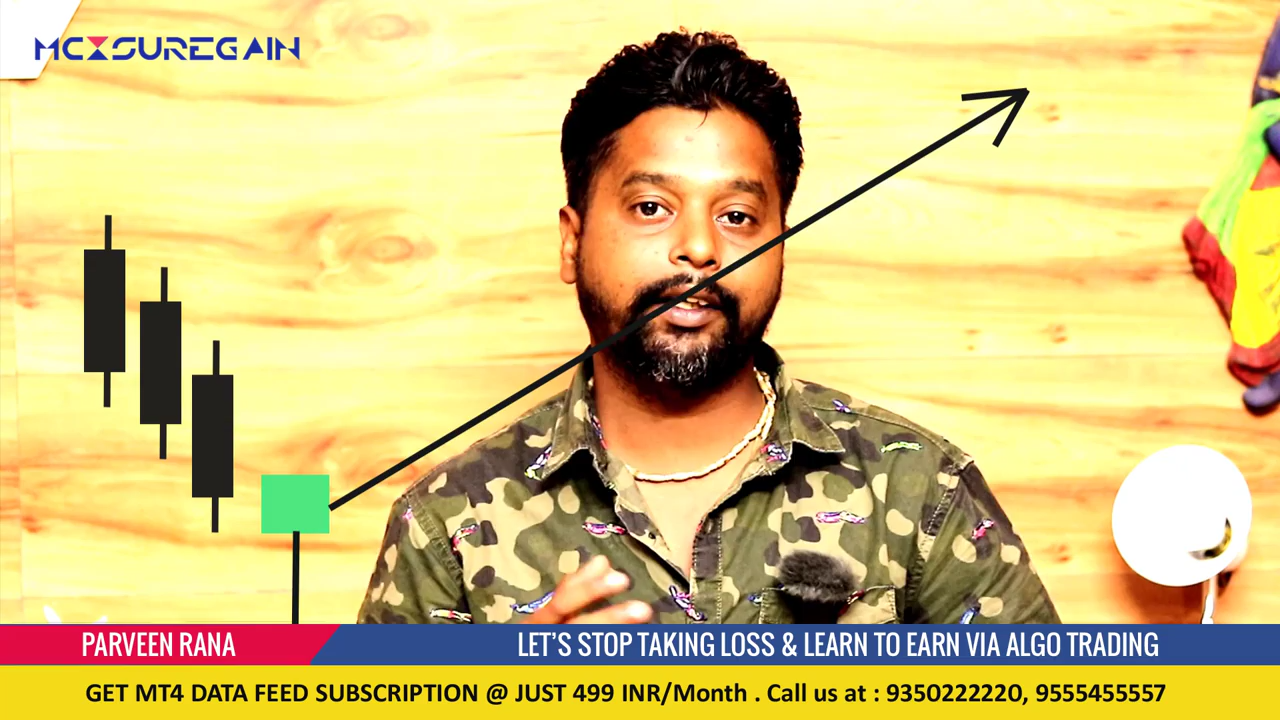 MCXSUREGAIN
PARVEEN RANA
LET'S STOP TAKING LOSS & LEARN TO EARN VIA ALGO TRADING
GET MT4 DATA FEED SUBSCRIPTION @ JUST 499 INR/Month . Call us at : 9350222220, 9555455557